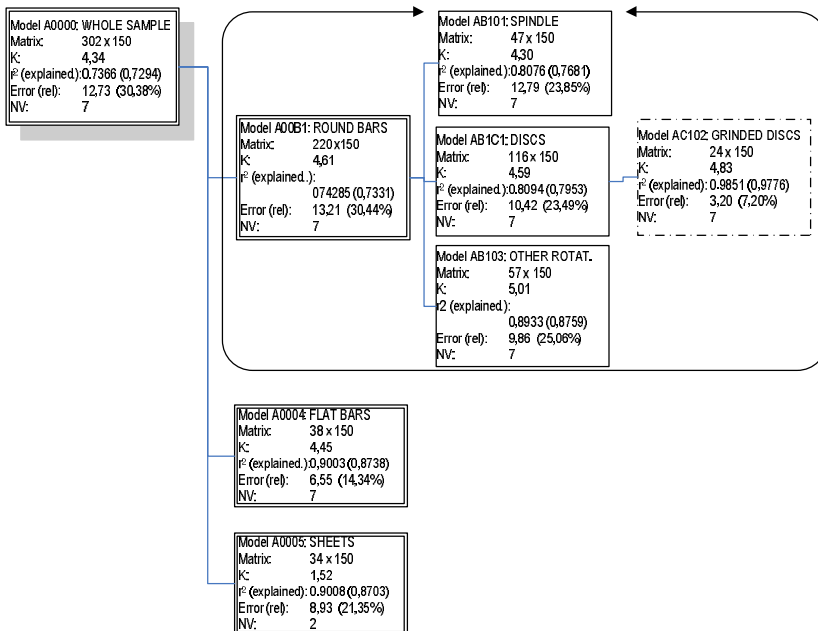 Model A0000: WHOLE SAMPLE
Matrix: 302 x 150
K: 4,34
r² (explained.):0.7366 (0,7294)
Error (rel): 12,73 (30,38%)
NV: 7
Model A00B1: ROUND BARS
Matrix: 220 x150
K: 4,61
r² (explained..):
074285 (0,7331)
Error (rel): 13,21 (30,44%)
NV: 7
Model AB101: SPINDLE
Matrix: 47 x 150
K: 4,30
r² (explained.):0.8076 (0,7681)
Error (rel): 12,79 (23,85%)
NV: 7
Model AB1C1: DISCS
Matrix: 116 x 150
K: 4,59
r² (explained.):0.8094 (0,7953)
Error (rel): 10,42 (23,49%)
NV: 7
Model AC102: GRINDED DISCS
Matrix: 24 x 150
K: 4,83
r² (explained): 0.9851 (0,9776)
Error (rel): 3,20 (7,20%)
NV: 7
Model AB103: OTHER ROTAT..
Matrix: 57 x 150
K: 5,01
r2 (explained.):
0,8933 (0,8759)
Error (rel): 9,86 (25,06%)
NV: 7
Model A0004: FLAT BARS
Matrix: 38 x 150
K: 4,45
r² (explained.):0,9003 (0,8738)
Error (rel): 6,55 (14,34%)
NV: 7
Model A0005: SHEETS
Matrix: 34 x 150
K: 1,52
r² (explained): 0.9008 (0,8703)
Error (rel): 8,93 (21,35%)
NV: 2